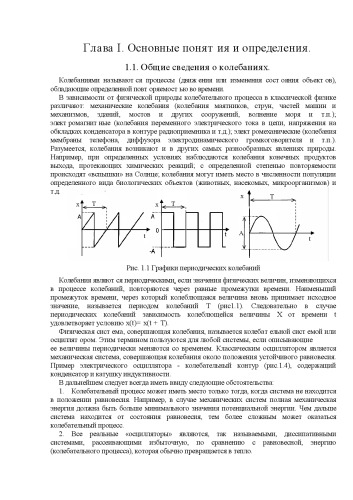 Глава I. Основные понят ия и определения.
1.1. Общие сведения о колебаниях.
Колебаниями называют ся процессы (движ ения или изменения сост ояния объект ов),
обладающие определенной повт оряемост ью во времени.
В зависимости от физической природы колебательного процесса в классической физике
различают: механические колебания (колебания маятников, струн, частей машин и
механизмов, зданий, мостов и других сооружений, волнение моря и т.п.);
элект ромагнит ные (колебания переменного электрического тока в цепи, напряжения на
обкладках конденсатора в контуре радиоприемника и т.д.); элект ромеханические (колебания
мембраны телефона, диффузора электродинамического громкоговорителя и т.п.).
Разумеется, колебания возникают и в других самых разнообразных явлениях природы.
Например, при определенных условиях наблюдаются колебания конечных продуктов
выхода, протекающих химических реакций; с определенной степенью повторяемости
происходят «вспышки» на Солнце; колебания могут иметь место в численности популяции
определенного вида биологических объектов (животных, насекомых, микроорганизмов) и
т.д.
x T x T x T
A A A
0 -A A
t t t
Рис. 1.1 Графики периодических колебаний
Колебания являют ся периодическими, если значения физических величин, изменяющихся
в процессе колебаний, повторяются через равные промежутки времени. Наименьший
промежуток времени, через который колеблющаяся величина вновь принимает исходное
значение, называется периодом колебаний T (рис1.1). Следовательно в случае
периодических колебаний зависимость колеблющейся величины X от времени t
удовлетворяет условию x(t)= x(t + T).
Физическая сист ема, совершающая колебания, называется колебат ельной сист емой или
осциллят ором. Этим термином пользуются для любой системы, если описывающие
ее величины периодически меняются со временем. Классическим осциллятором является
механическая система, совершающая колебания около положения устойчивого равновесия.
Пример электрического осциллятора - колебательный контур (рис.1.4), содержащий
конденсатор и катушку индуктивности.
В дальнейшем следует всегда иметь ввиду следующие обстоятельства:
1. Колебательный процесс может иметь место только тогда, когда система не находится
в положении равновесия. Например, в случае механических систем полная механическая
энергия должна быть больше минимального значения потенциальной энергии. Чем дальше
система находится от состояния равновесия, тем более сложным может оказаться
колебательный процесс.
2. Все реальные «осцилляторы» являются, так называемыми, диссипативными
системами, рассеивающими избыточную, по сравнению с равновесной, энергию
(колебательного процесса), которая обычно превращается в тепло.